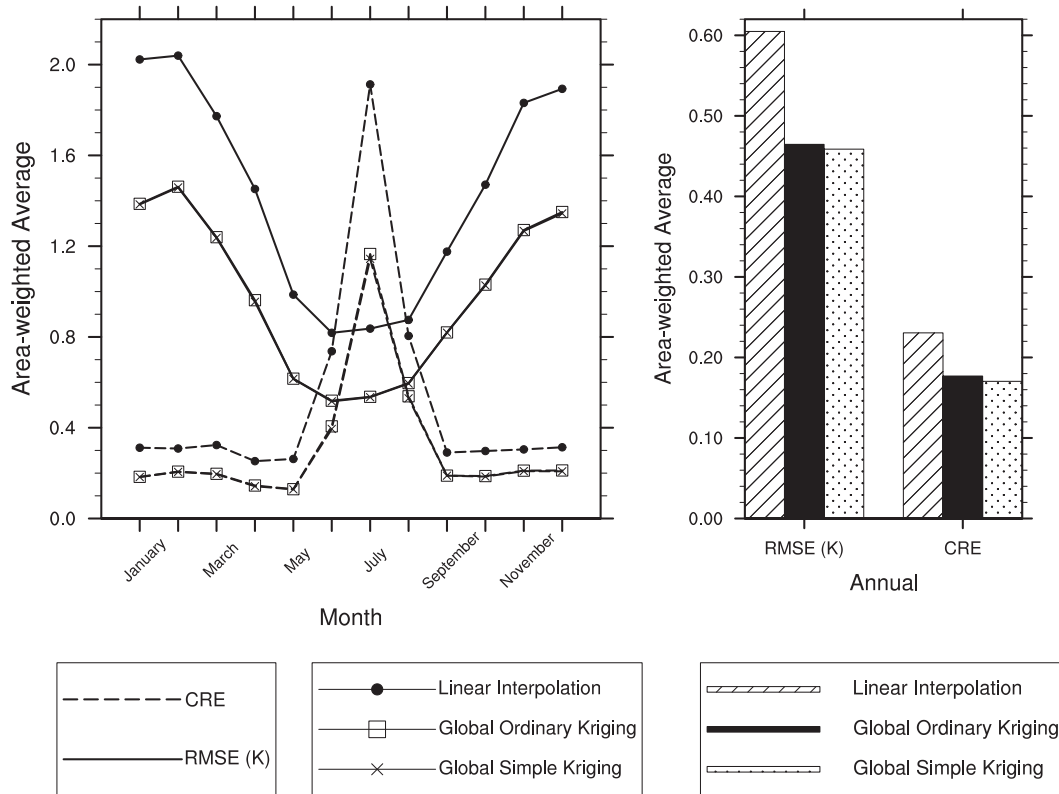 Area-weighted Average
2.0
1.6
1.2
0.8
0.4
0.0
January
March
May
July
September
November
Month
Area-weighted Average
0.60
0.50
0.40
0.30
0.20
0.10
0.00
RMSE (K)
CRE
Annual
CRE
RMSE (K)
Linear Interpolation
Global Ordinary Kriging
Global Simple Kriging
Linear Interpolation
Global Ordinary Kriging
Global Simple Kriging